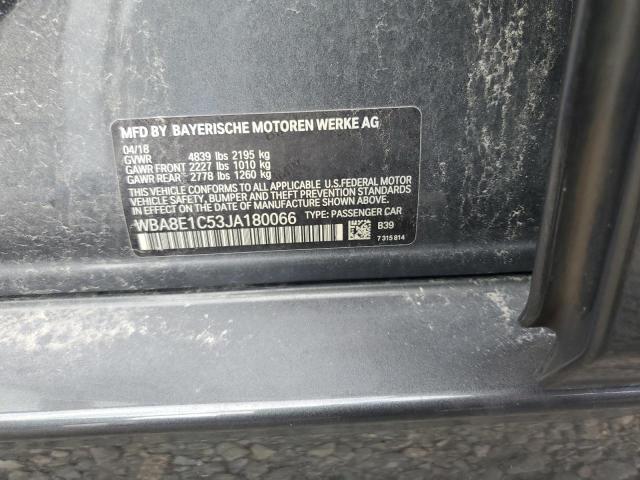 MFD BY BAYERISCHE MOTOREN WERKE AG
04/18
GVWR 4839 lbs 2195 kg
GAWR FRONT 2227 lbs 1010 kg
GAWR REAR 2778 lbs 1260 kg
THIS VEHICLE CONFORMS TO ALL APPLICABLE U.S.FEDERAL MOTOR
VEHICLE SAFETY, BUMPER AND THEFT PREVENTION STANDARDS
IN EFFECT ON THE DATE OF MANUFACTURE SHOWN ABOVE.
WBA8E1C53JA180066 TYPE: PASSENGER CAR
B39
7 315 814